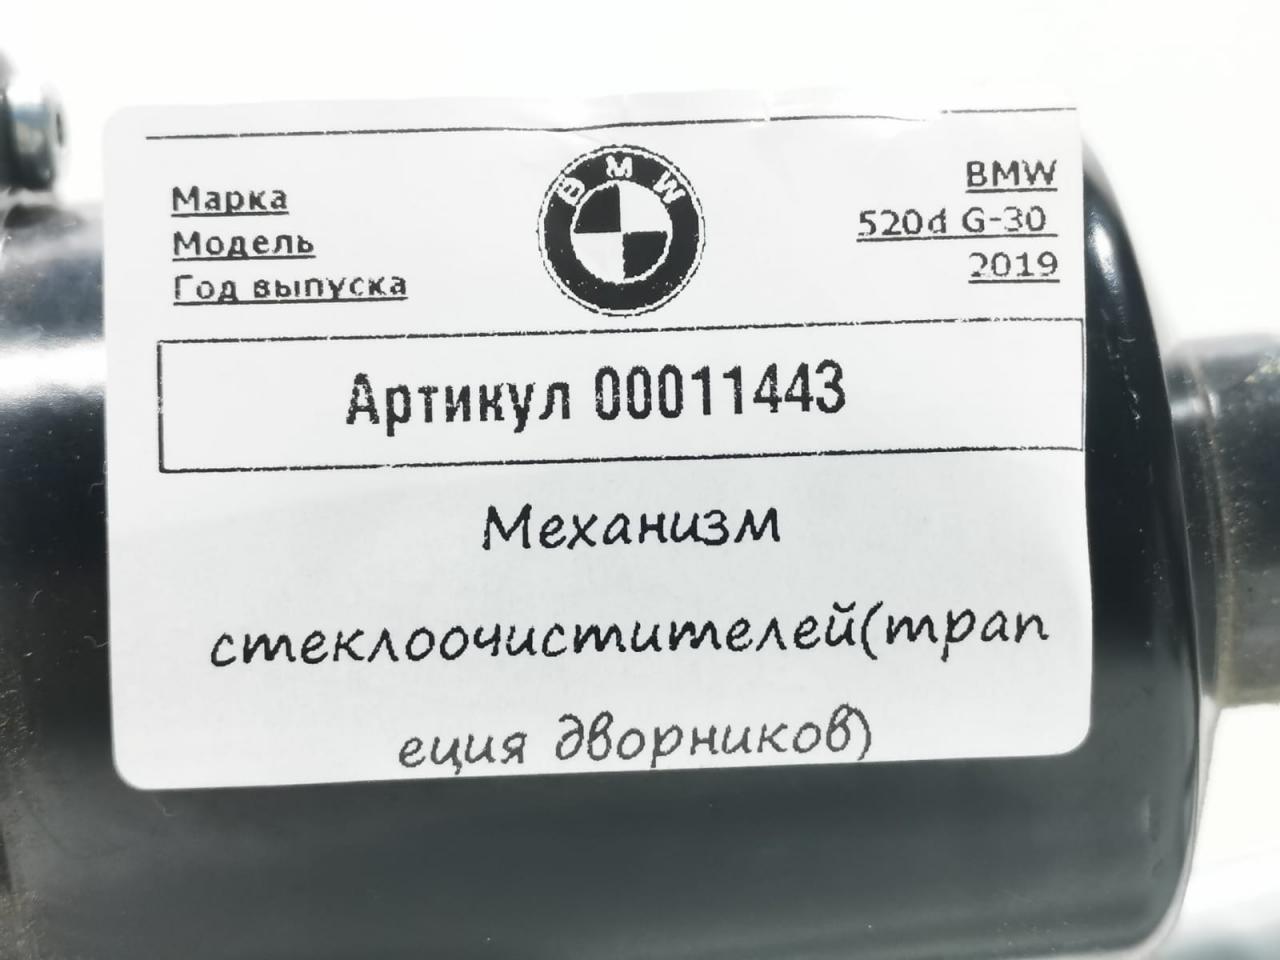 Марка BMW BMW
Модель 520d G-30
Год выпуска 2019
Артикул 00011443
Механизм
стеклоочистителей(трап
еция дворников)